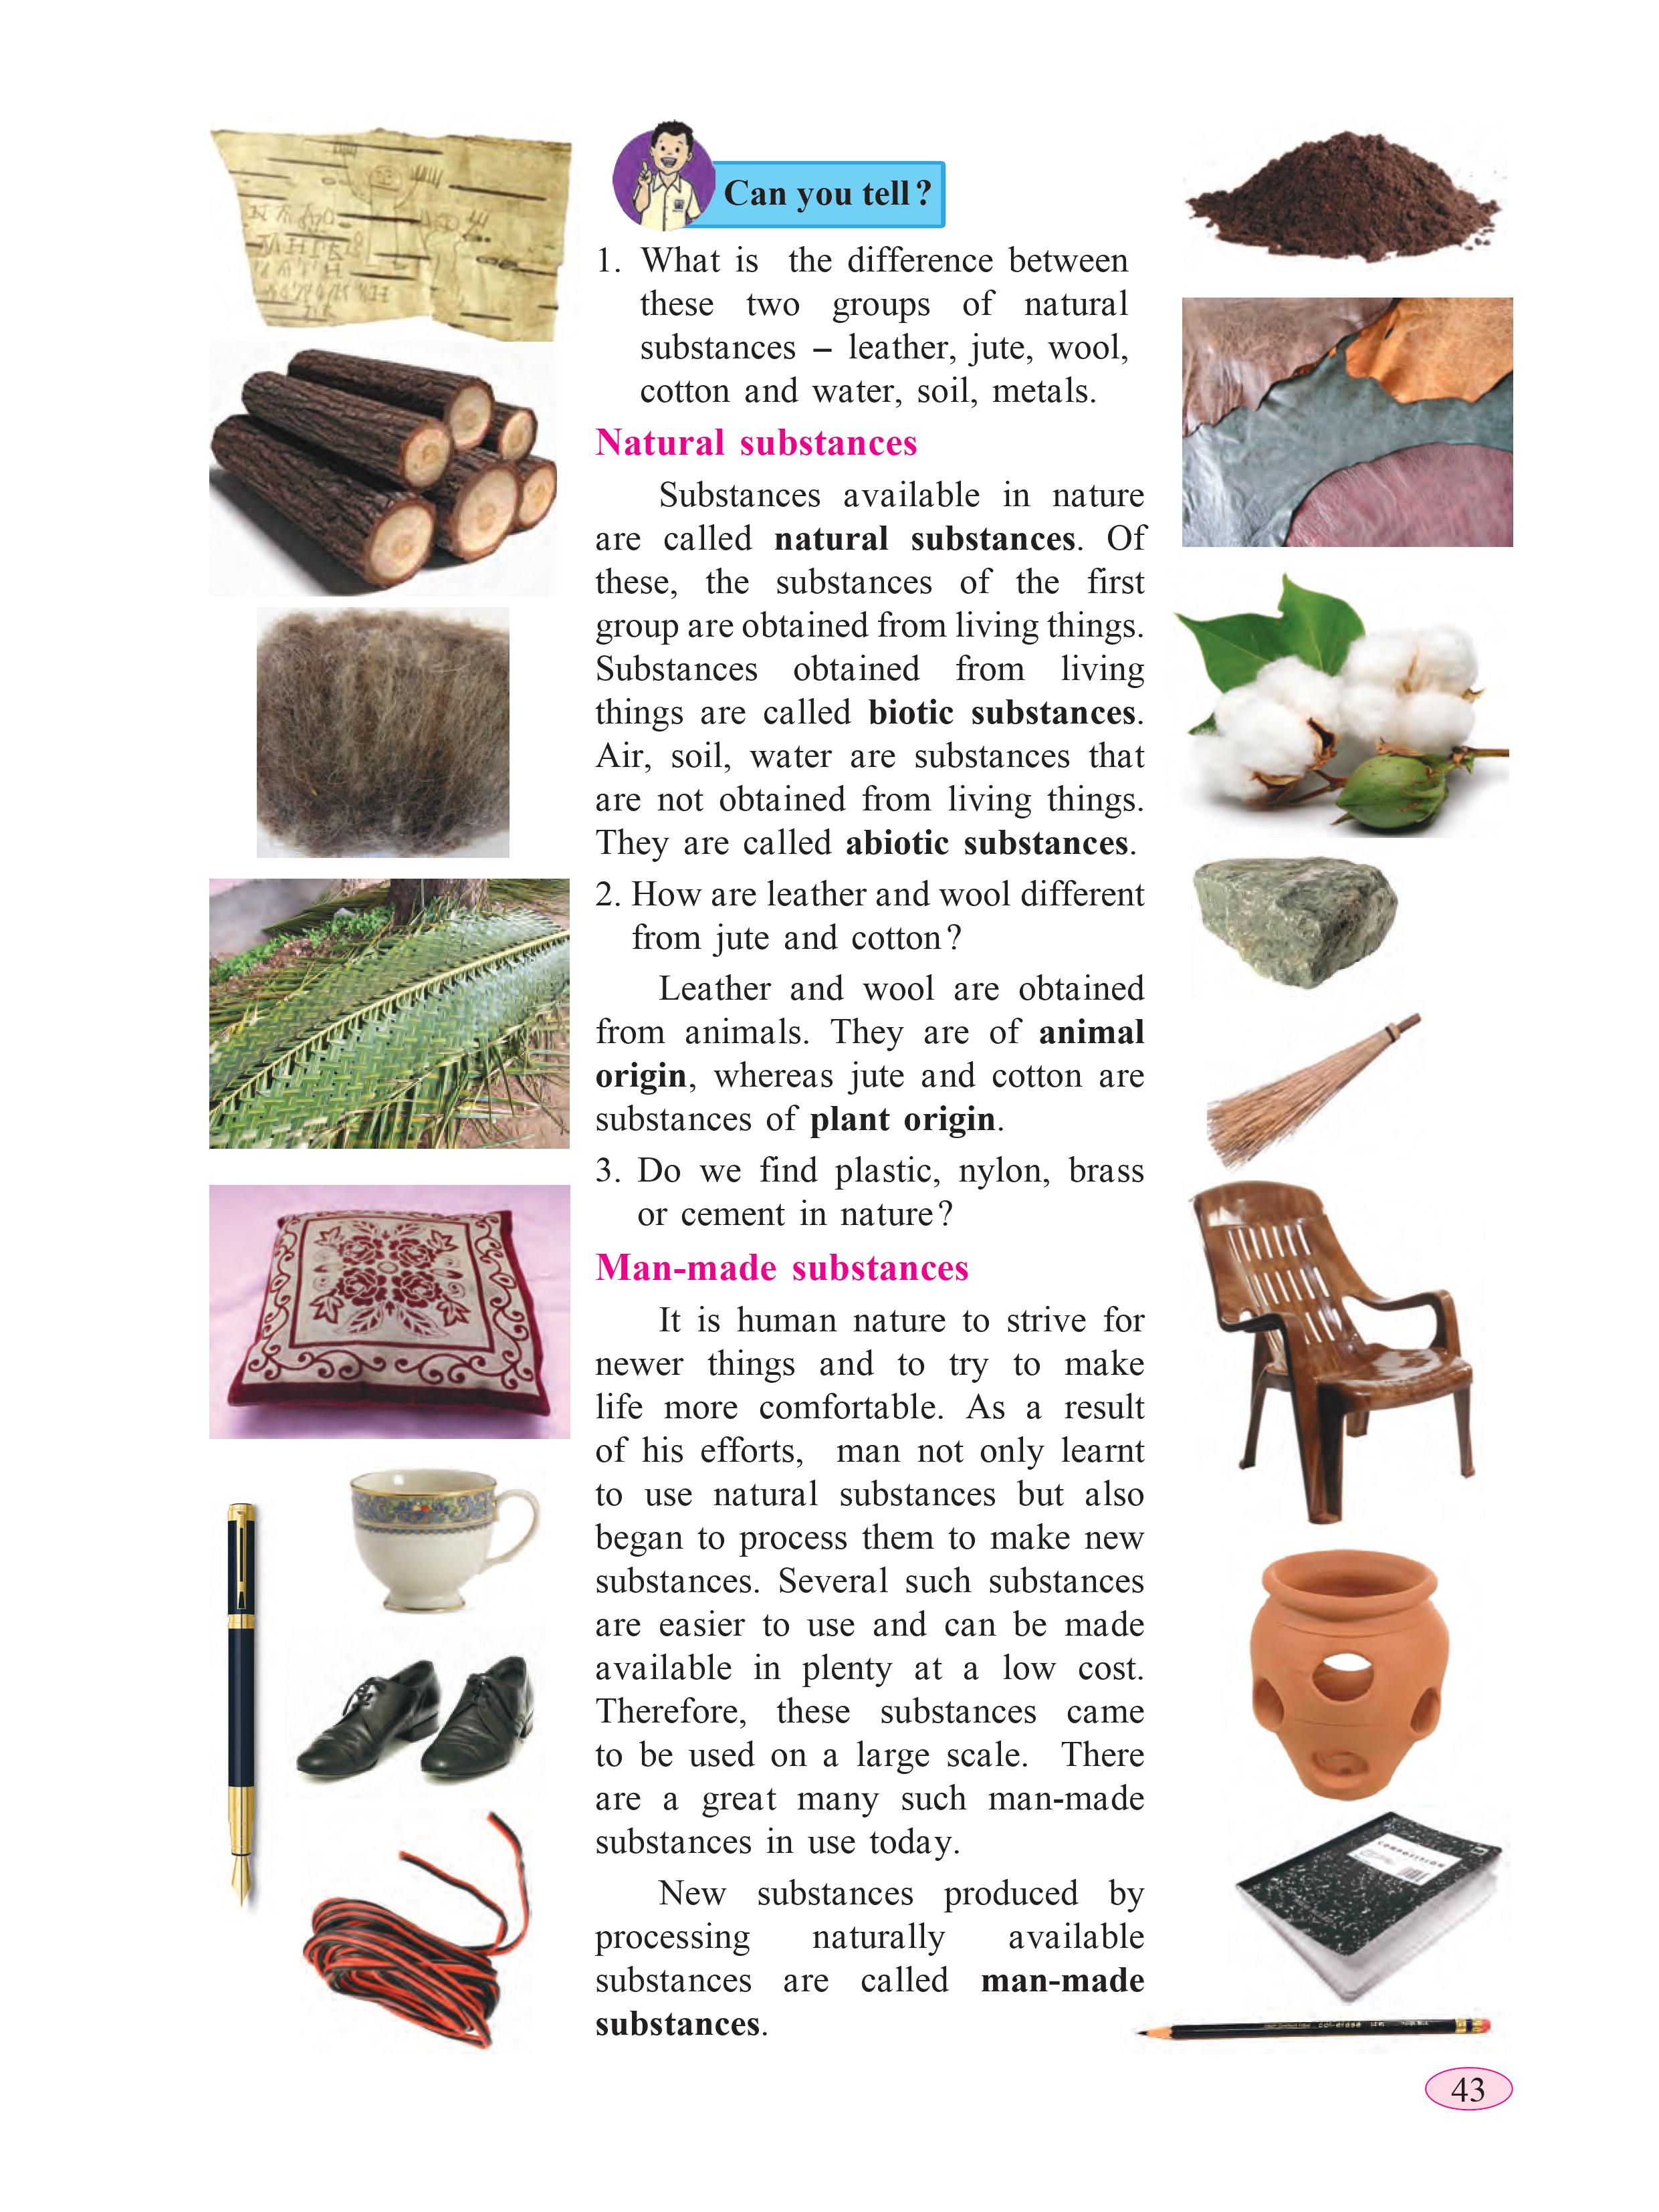 Can you tell?
1. What is the difference between
these two groups of natural
substances – leather, jute, wool,
cotton and water, soil, metals.
Natural substances
Substances available in nature
are called natural substances. Of
these, the substances of the first
group are obtained from living things.
Substances obtained from living
things are called biotic substances.
Air, soil, water are substances that
are not obtained from living things.
They are called abiotic substances.
2. How are leather and wool different
from jute and cotton?
Leather and wool are obtained
from animals. They are of animal
origin, whereas jute and cotton are
substances of plant origin.
3. Do we find plastic, nylon, brass
or cement in nature?
Man-made substances
It is human nature to strive for
newer things and to try to make
life more comfortable. As a result
of his efforts, man not only learnt
to use natural substances but also
began to process them to make new
substances. Several such substances
are easier to use and can be made
available in plenty at a low cost.
Therefore, these substances came
to be used on a large scale. There
are a great many such man-made
substances in use today.
New substances produced by
processing naturally available
substances are called man-made
substances.
COMPOSITION
43